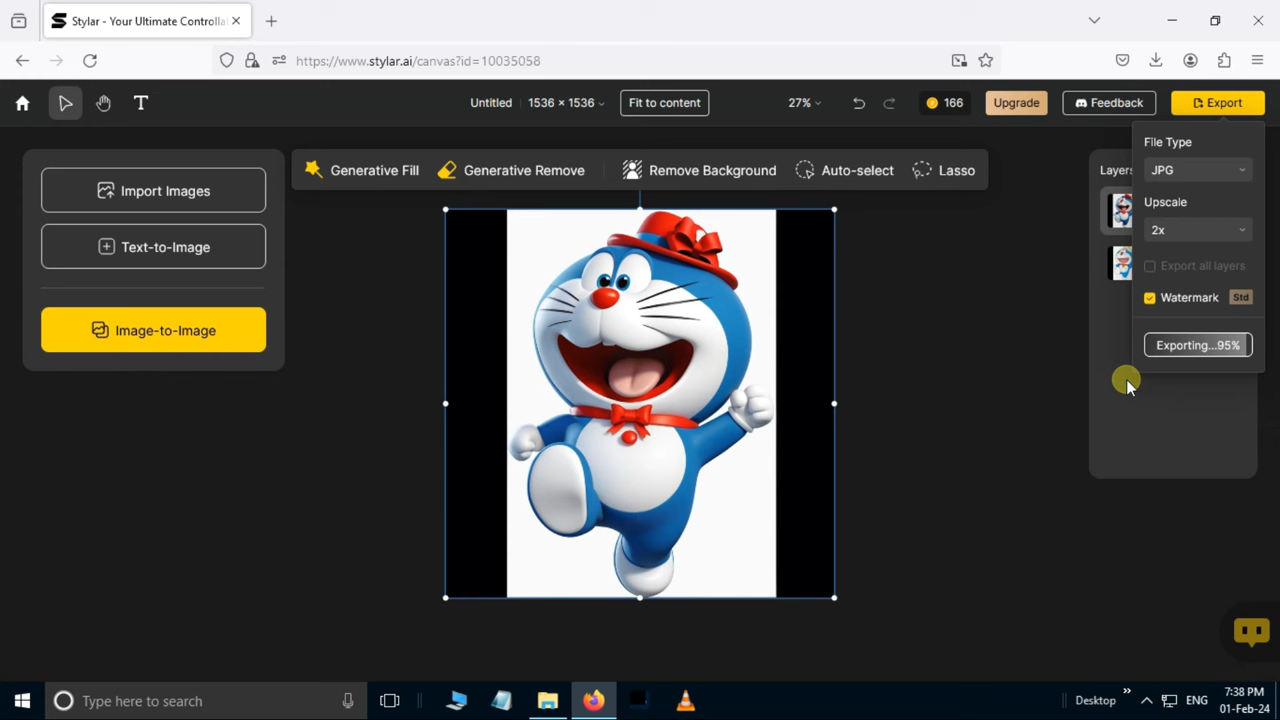 Stylar - Your Ultimate Controlla
https://www.stylar.ai/canvas?id=10035058
T
Untitled 1536 × 1536 Fit to content 27% 166 Upgrade Feedback Export
Import Images
Text-to-Image
Image-to-Image
Generative Fill Generative Remove Remove Background Auto-select Lasso
Layers
File Type
JPG
Upscale
2x
Export all layers
Watermark Std
Exporting...95%
Type here to search
Desktop
ENG
7:38 PM
01-Feb-24